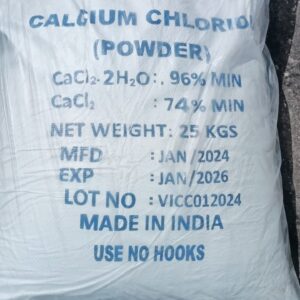 CALCIUM CHLORID
(POWDER)
CaCl₂·2H₂O : 96% MIN
CaCl₂ : 74% MIN
NET WEIGHT: 25 KGS
MFD : JAN/2024
EXP : JAN/2026
LOT NO : VICC012024
MADE IN INDIA
USE NO HOOKS